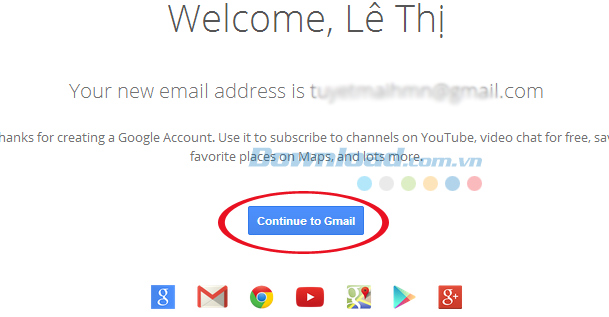 Welcome, Lê Thị
Your new email address is t .com
hanks for creating a Google Account. Use it to subscribe to channels on YouTube, video chat for free, sav
favorite places on Maps, and lots more.
Download.com.vn
Continue to Gmail